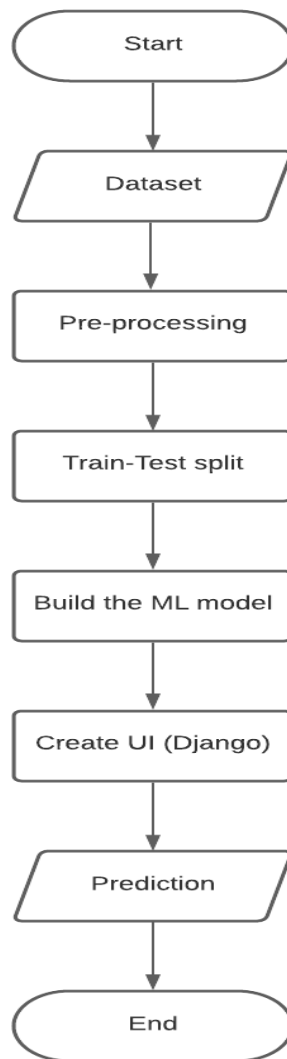 Start
Dataset
Pre-processing
Train-Test split
Build the ML model
Create UI (Django)
Prediction
End